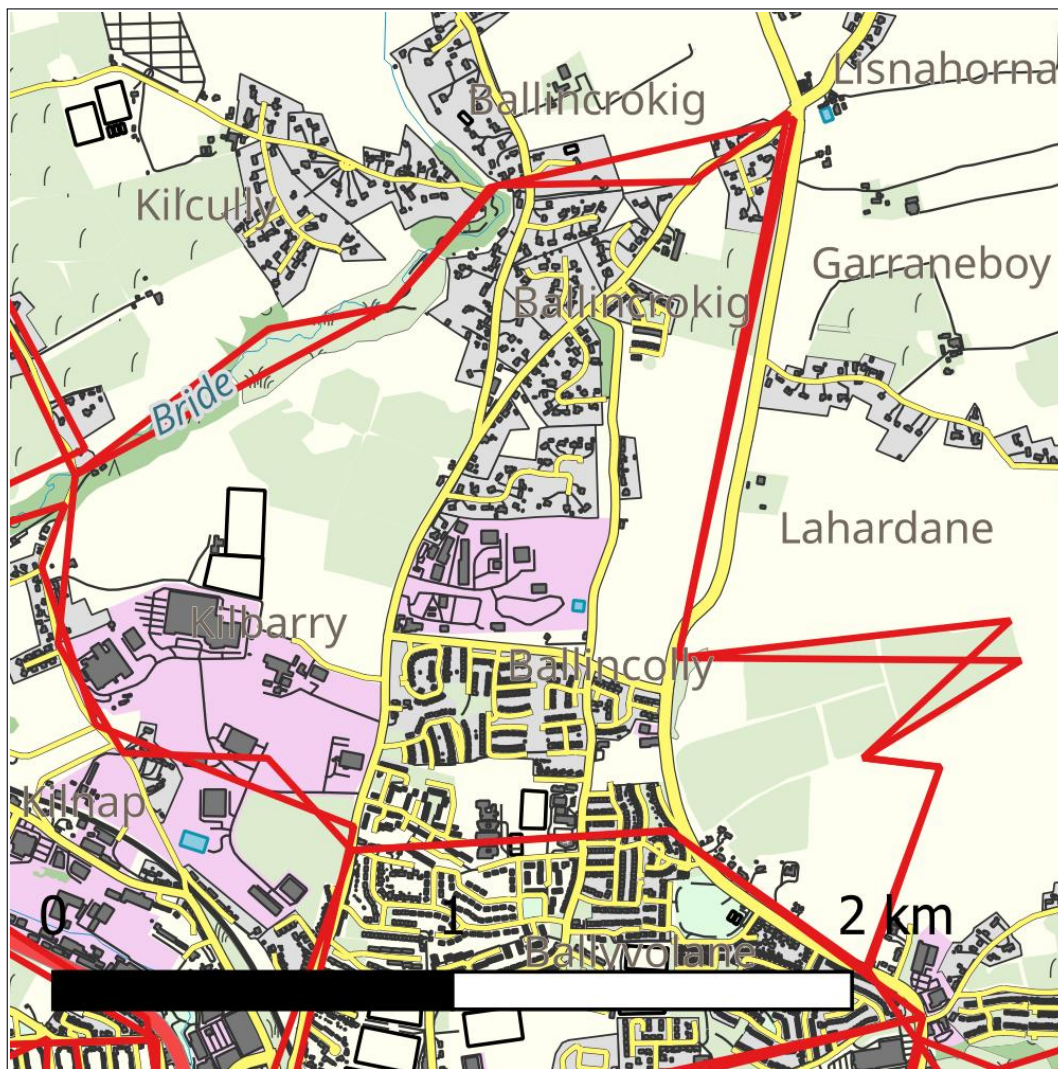 Lisnahorna
Ballincrokig
Kilcully
Garraneboy
Ballincrokig
Bride
Lahardane
Kilbarry
Ballincolly
Kilnap
0 1 2 km
Ballyvolane